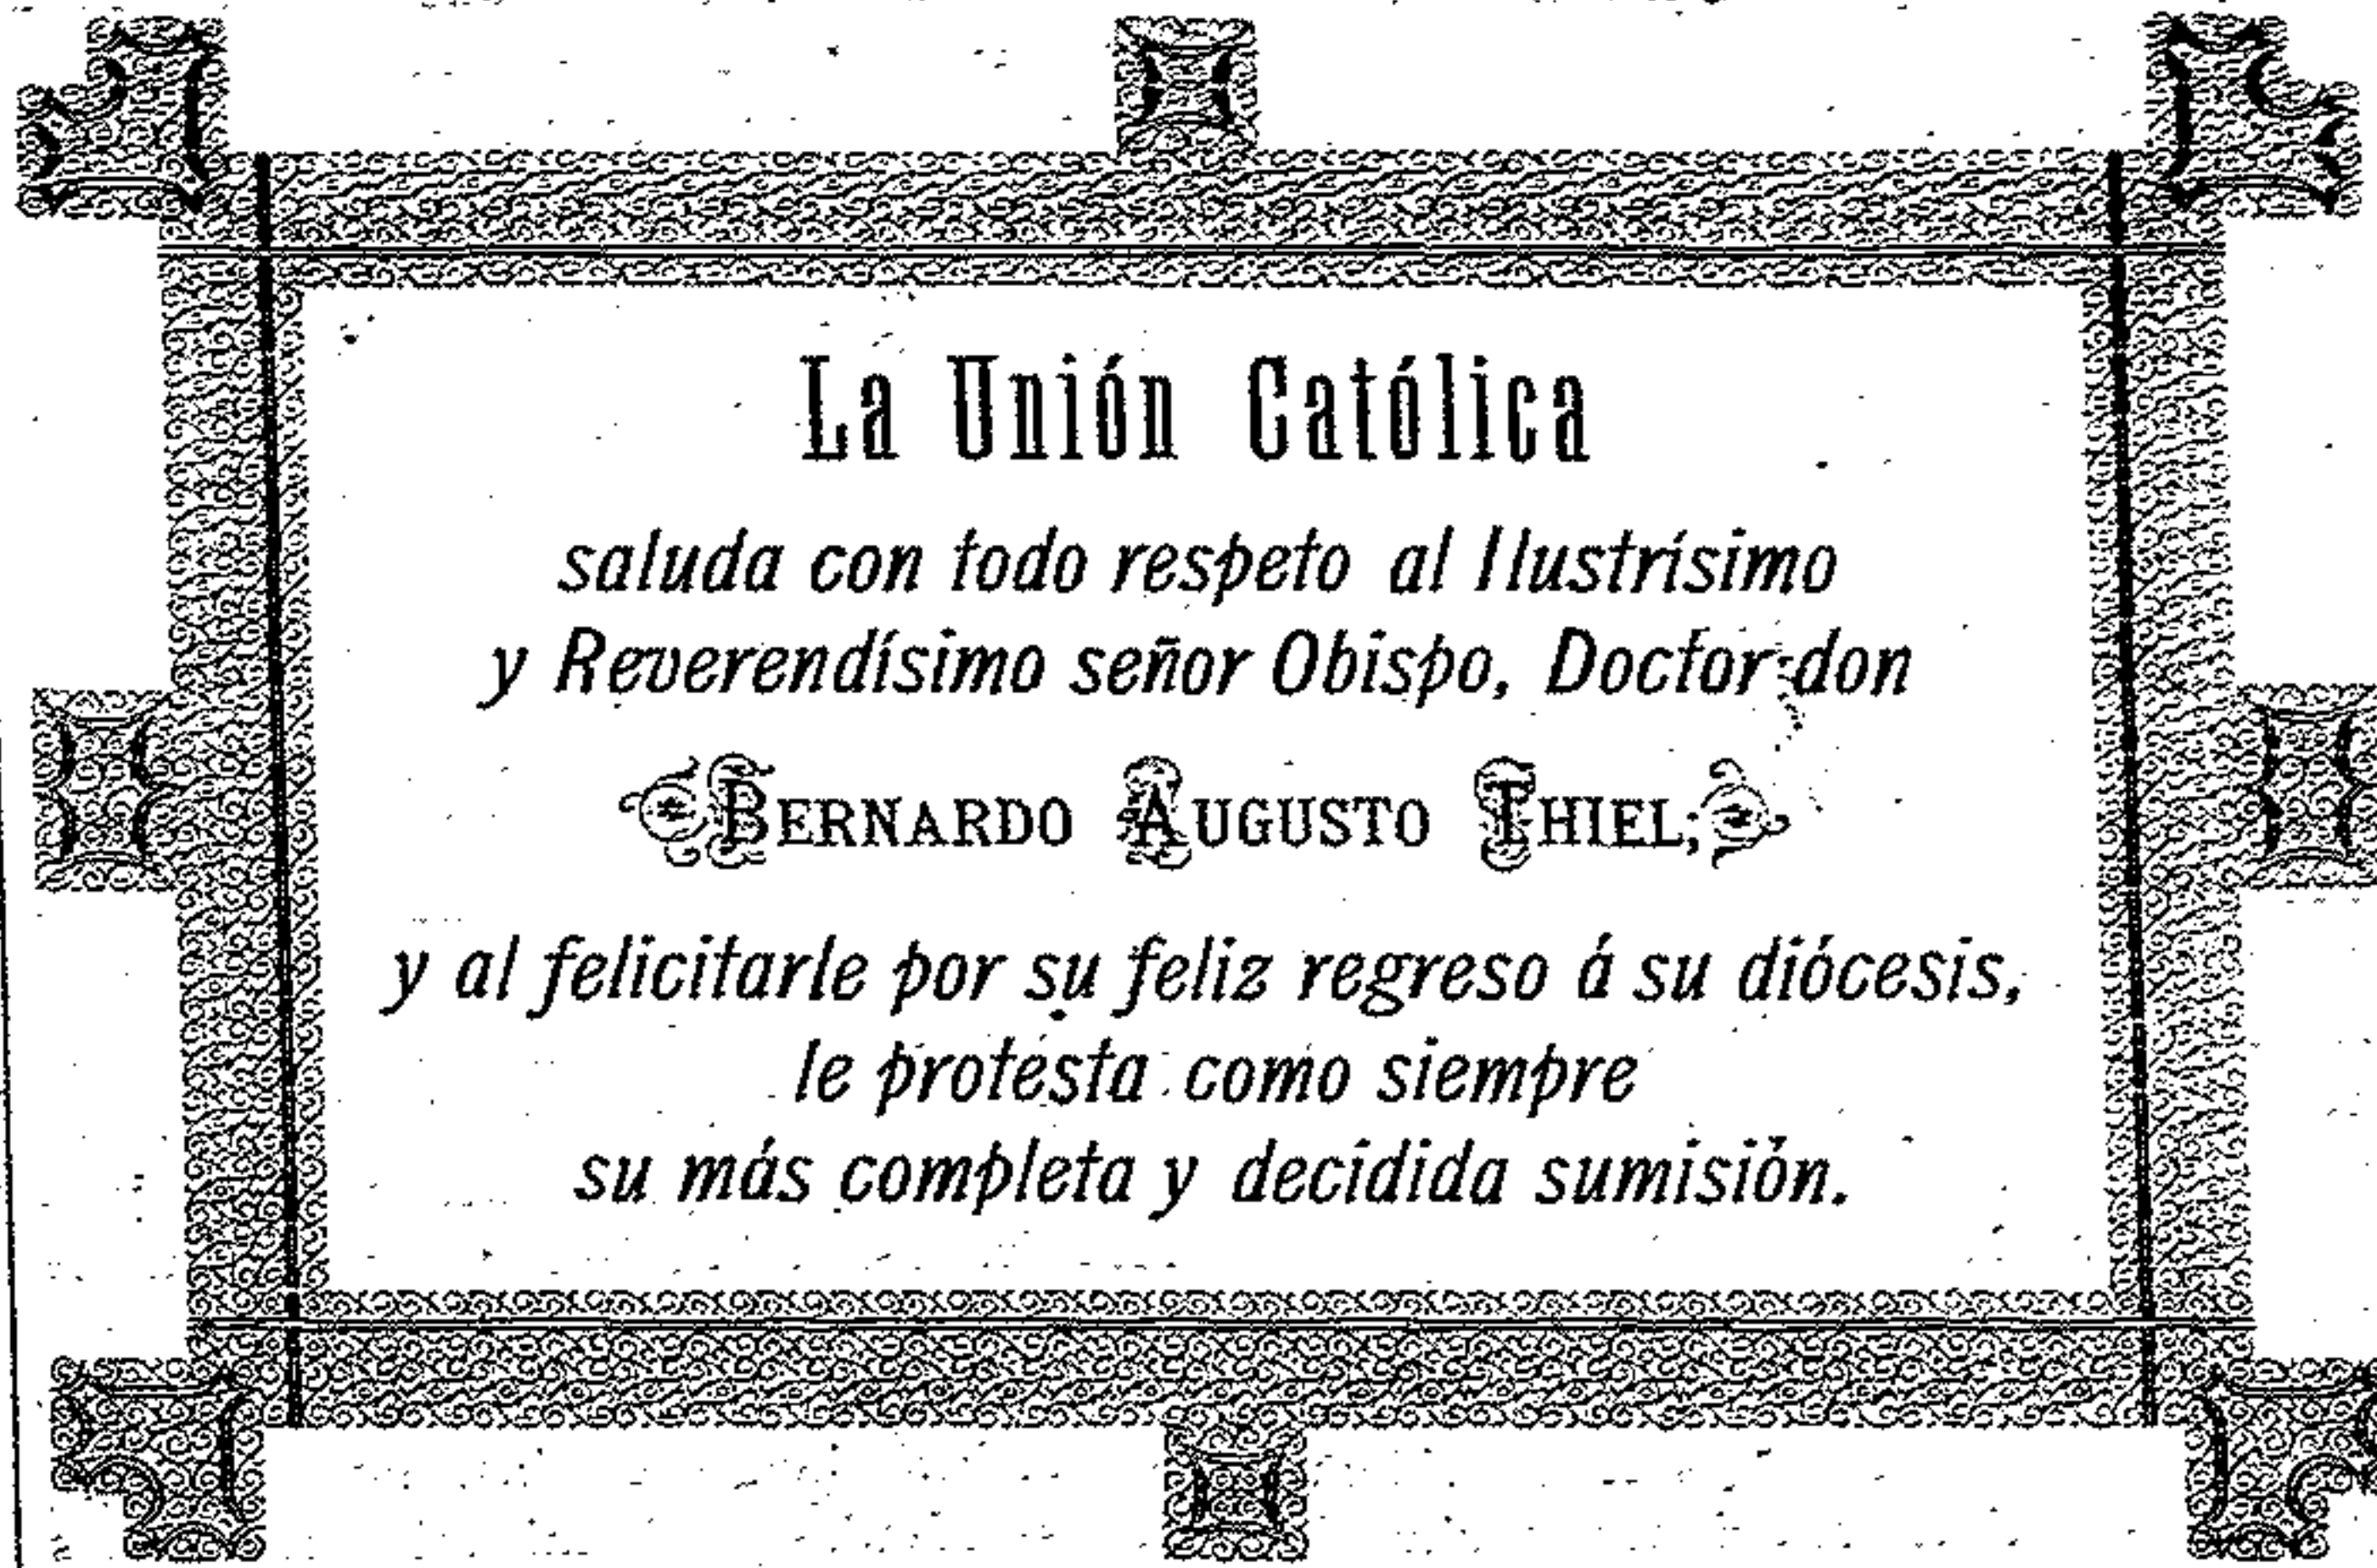 La Unión Católica
saluda con todo respeto al Ilustrísimo
y Reverendísimo señor Obispo, Doctor don
BERNARDO AUGUSTO THIEL;
y al felicitarle por su feliz regreso á su diócesis,
le protesta como siempre
su más completa y decidida sumisión.